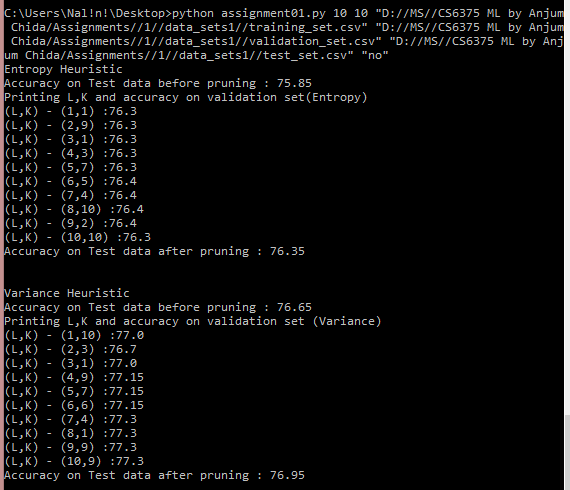 C:\Users\Nal!n!\Desktop>python assignment01.py 10 10 "D://MS//CS6375 ML by Anjum
 Chida/Assignments//1//data_sets1//training_set.csv" "D://MS//CS6375 ML by Anjum
 Chida/Assignments//1//data_sets1//validation_set.csv" "D://MS//CS6375 ML by Anj
um Chida/Assignments//1//data_sets1//test_set.csv" "no"
Entropy Heuristic
Accuracy on Test data before pruning : 75.85
Printing L,K and accuracy on validation set(Entropy)
(L,K) - (1,1) :76.3
(L,K) - (2,9) :76.3
(L,K) - (3,1) :76.3
(L,K) - (4,3) :76.3
(L,K) - (5,7) :76.3
(L,K) - (6,5) :76.4
(L,K) - (7,4) :76.4
(L,K) - (8,10) :76.4
(L,K) - (9,2) :76.4
(L,K) - (10,10) :76.3
Accuracy on Test data after pruning : 76.35
Variance Heuristic
Accuracy on Test data before pruning : 76.65
Printing L,K and accuracy on validation set (Variance)
(L,K) - (1,10) :77.0
(L,K) - (2,3) :76.7
(L,K) - (3,1) :77.0
(L,K) - (4,9) :77.15
(L,K) - (5,7) :77.15
(L,K) - (6,6) :77.15
(L,K) - (7,4) :77.3
(L,K) - (8,1) :77.3
(L,K) - (9,9) :77.3
(L,K) - (10,9) :77.3
Accuracy on Test data after pruning : 76.95